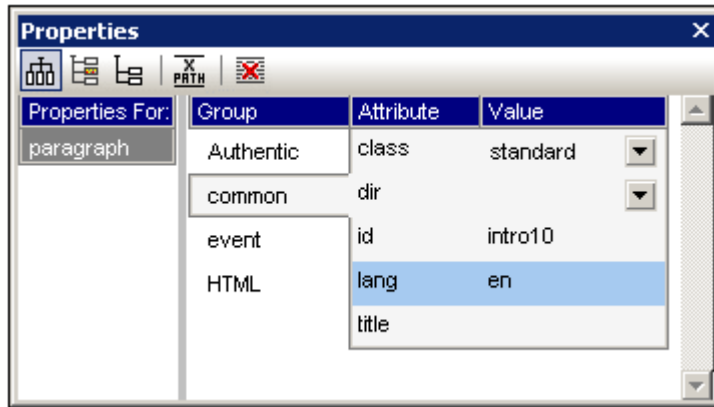 Properties
X
PATH
Properties For: Group Attribute Value
paragraph Authentic class standard
common dir
event id intro10
HTML lang en
title